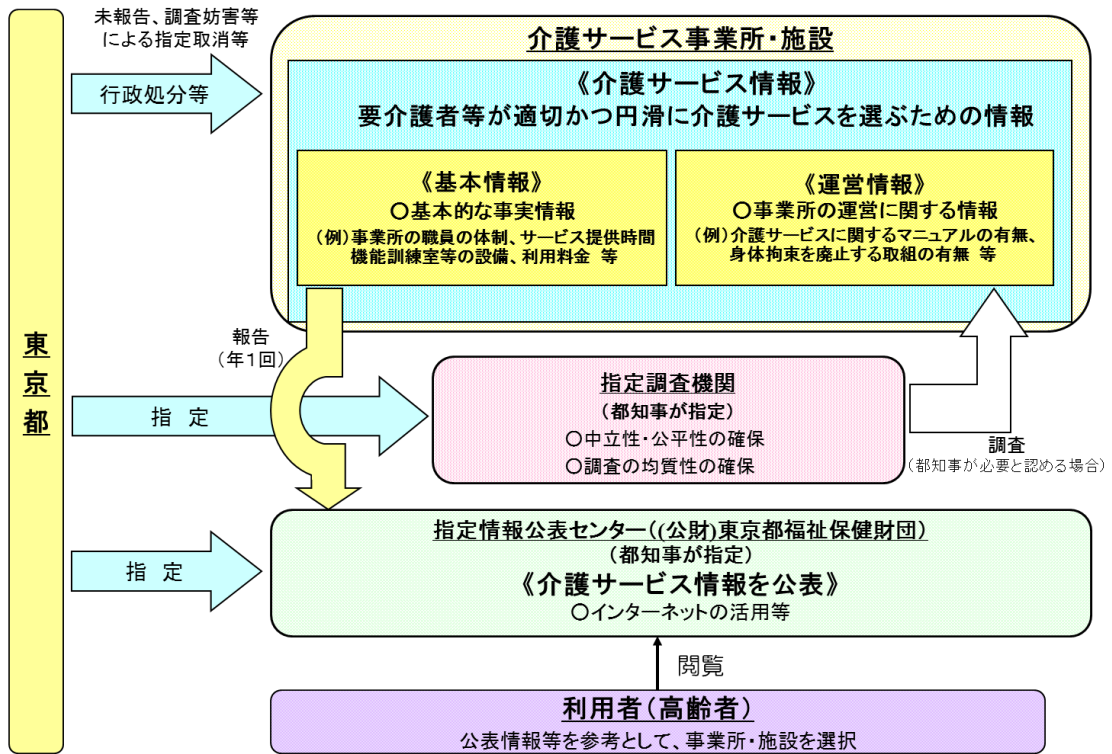 東京都
未報告、調査妨害等
による指定取消等
行政処分等
介護サービス事業所・施設
《介護サービス情報》
要介護者等が適切かつ円滑に介護サービスを選ぶための情報
《基本情報》
○基本的な事実情報
(例)事業所の職員の体制、サービス提供時間
機能訓練室等の設備、利用料金 等
《運営情報》
○事業所の運営に関する情報
(例)介護サービスに関するマニュアルの有無、
身体拘束を廃止する取組の有無 等
報告
(年1回)
指 定
指定調査機関
(都知事が指定)
○中立性・公平性の確保
○調査の均質性の確保
調査
(都知事が必要と認める場合)
指 定
指定情報公表センター((公財)東京都福祉保健財団)
(都知事が指定)
《介護サービス情報を公表》
○インターネットの活用等
閲覧
利用者(高齢者)
公表情報等を参考として、事業所・施設を選択